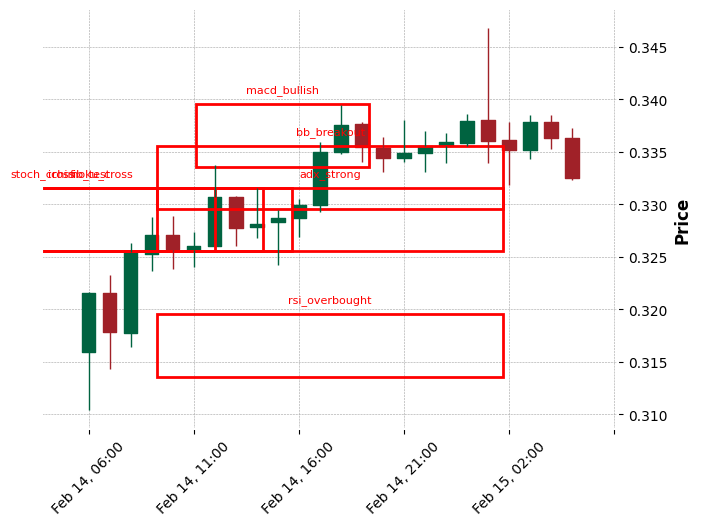 0.345
macd_bullish
0.340
bb_breakout
0.335
adx_strong
0.330
0.325
rsi_overbought
0.320
0.315
0.310
Price
Feb 14, 06:00
Feb 14, 11:00
Feb 14, 16:00
Feb 14, 21:00
Feb 15, 02:00